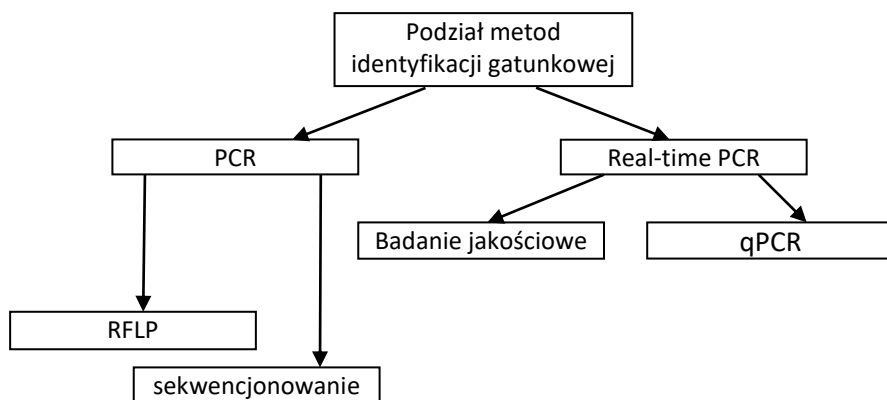 Podział metod
identyfikacji gatunkowej
PCR
Real-time PCR
Badanie jakościowe
qPCR
RFLP
sekwencjonowanie